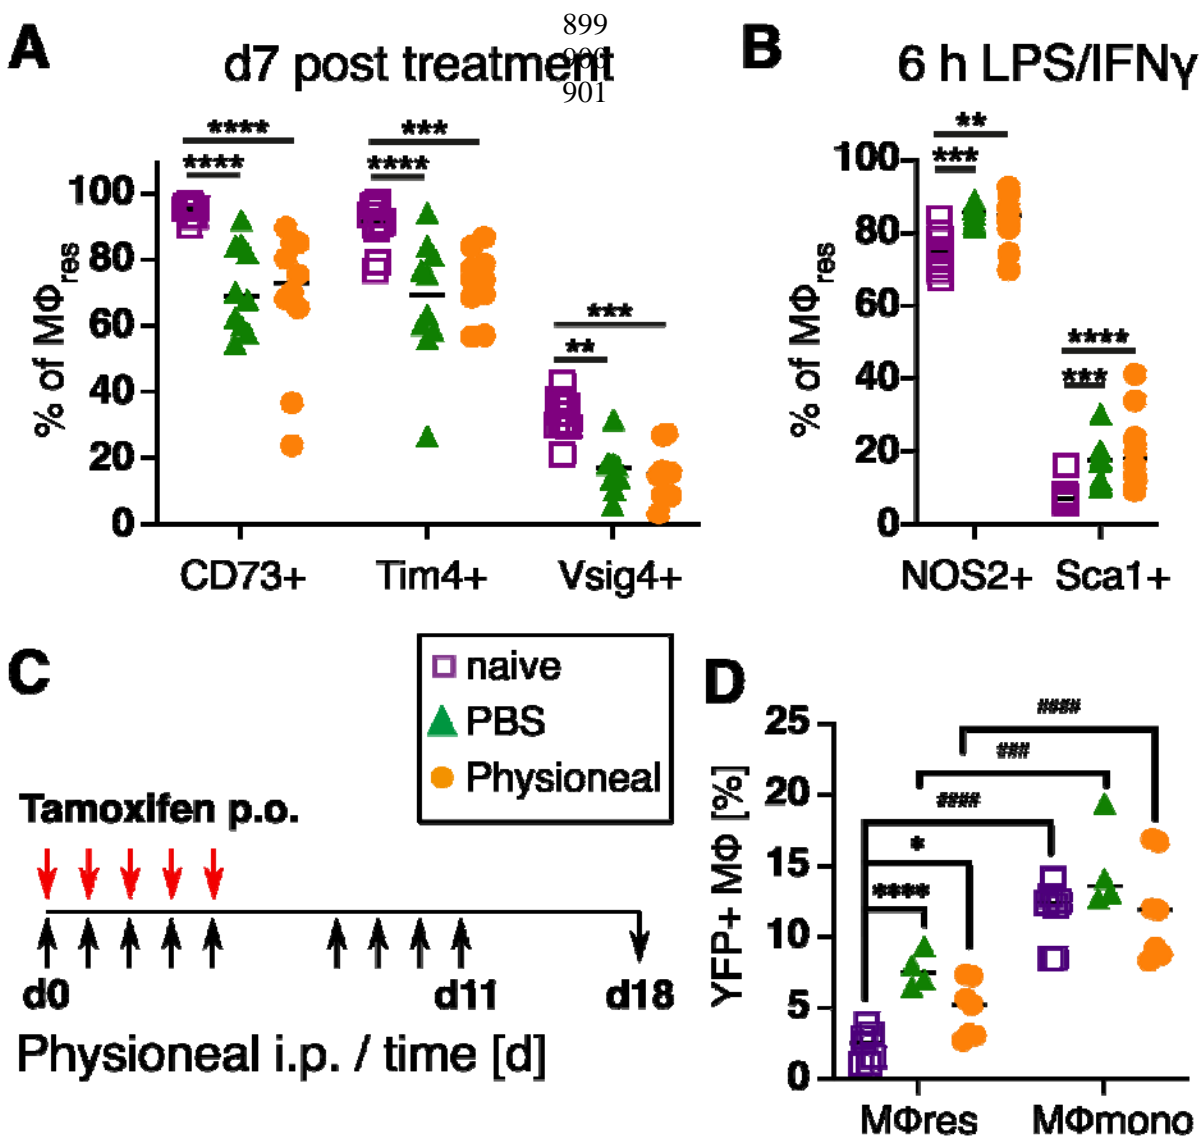 899
900
901
A
d7 post treatment
B
6 h LPS/IFNγ
****
****
***
****
***
**
% of MΦres
100
80
60
40
20
0
CD73+
Tim4+
Vsig4+
**
***
****
***
% of MΦres
100
80
60
40
20
0
NOS2+
Sca1+
C
naive
PBS
Physioneal
Tamoxifen p.o.
d0
d11
d18
Physioneal i.p. / time [d]
D
####
###
####
*
****
YFP+ MΦ [%]
25
20
15
10
5
0
MΦres
MΦmono